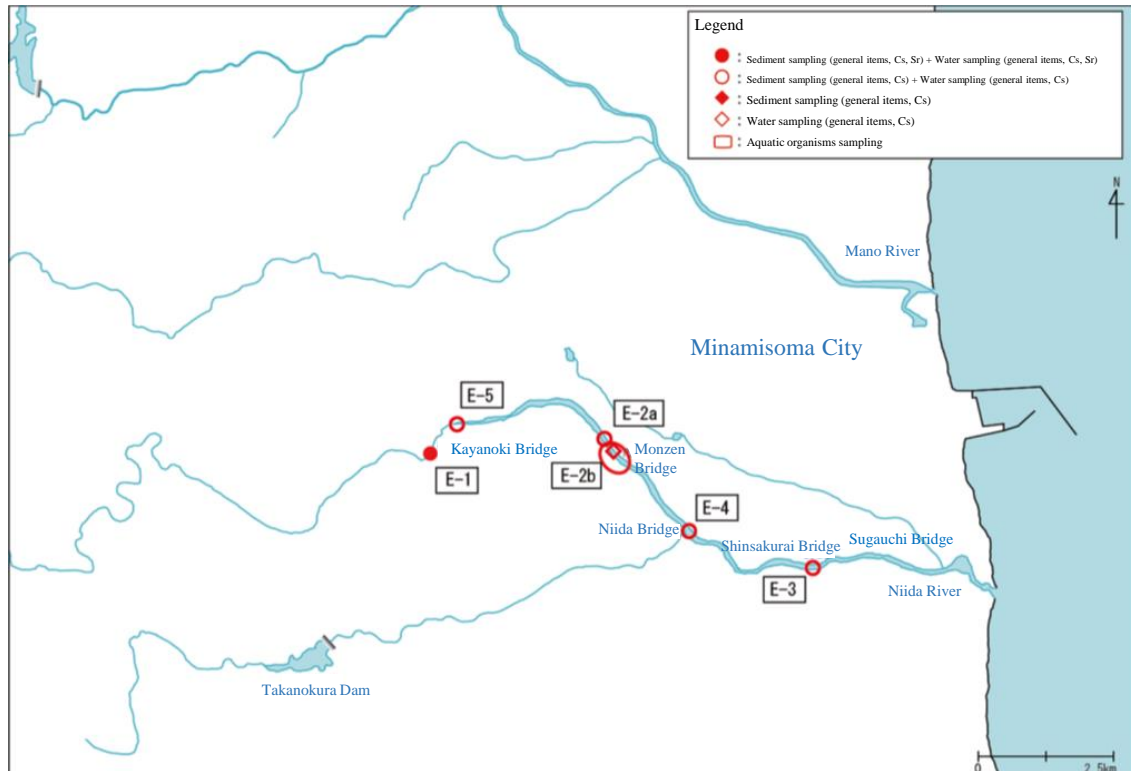 Legend
: Sediment sampling (general items, Cs, Sr) + Water sampling (general items, Cs, Sr)
: Sediment sampling (general items, Cs) + Water sampling (general items, Cs)
: Sediment sampling (general items, Cs)
: Water sampling (general items, Cs)
: Aquatic organisms sampling
N
Mano River
Minamisoma City
E-5
E-2a
Kayanoki Bridge
Monzen
Bridge
E-1
E-2b
E-4
Niida Bridge
Shinsakurai Bridge
Sugauchi Bridge
E-3
Niida River
Takanokura Dam
0
2.5km